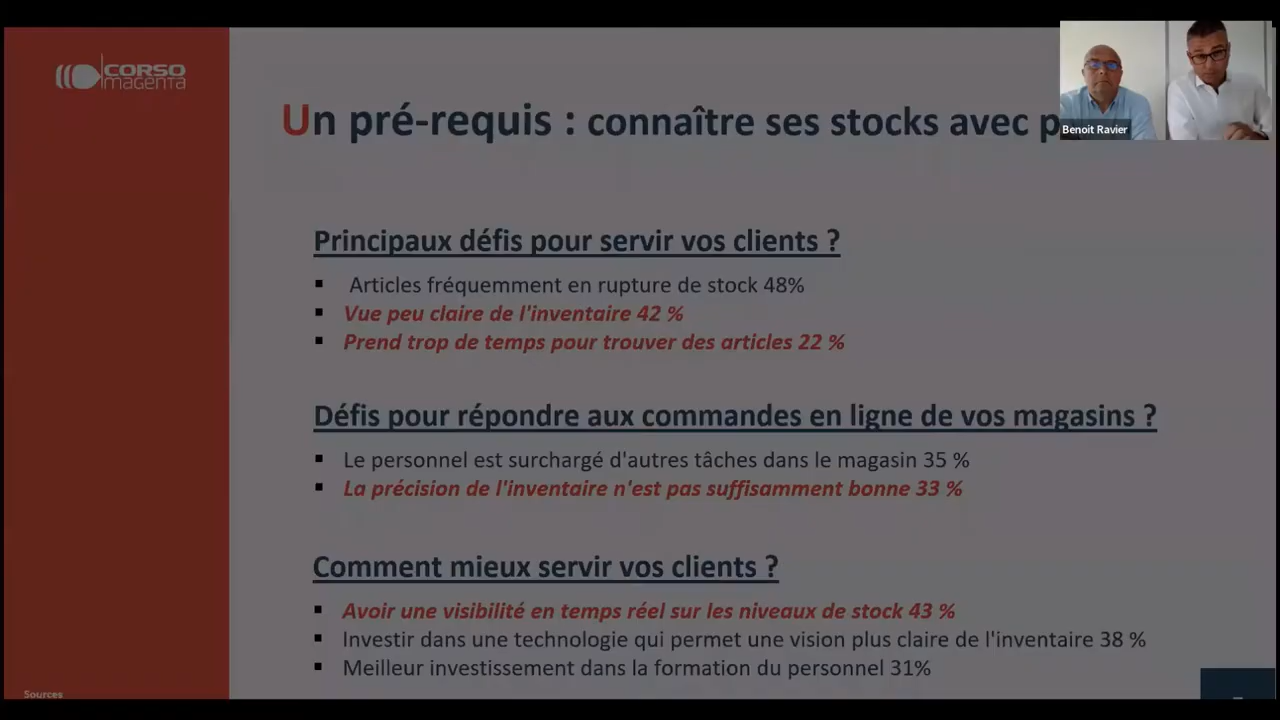 CORSO
magenta
Un pré-requis : connaître ses stocks avec
Benoit Ravier
Principaux défis pour servir vos clients ?
▪ Articles fréquemment en rupture de stock 48%
▪ Vue peu claire de l'inventaire 42 %
▪ Prend trop de temps pour trouver des articles 22 %
Défis pour répondre aux commandes en ligne de vos magasins ?
▪ Le personnel est surchargé d'autres tâches dans le magasin 35 %
▪ La précision de l'inventaire n'est pas suffisamment bonne 33 %
Comment mieux servir vos clients ?
▪ Avoir une visibilité en temps réel sur les niveaux de stock 43 %
▪ Investir dans une technologie qui permet une vision plus claire de l'inventaire 38 %
▪ Meilleur investissement dans la formation du personnel 31%
Sources